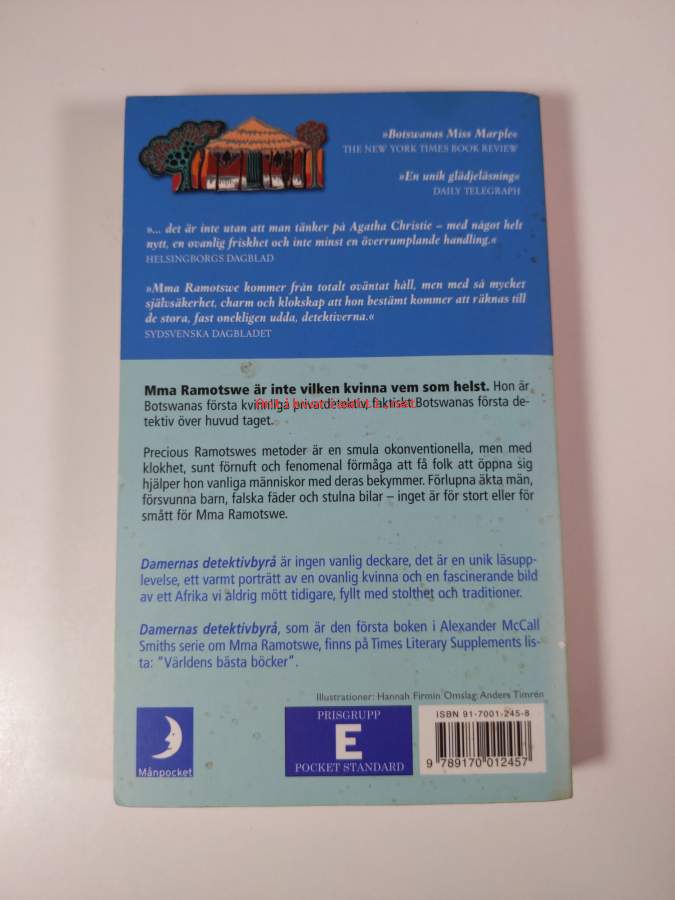 »Botswanas Miss Marple«
THE NEW YORK TIMES BOOK REVIEW
»En unik glädjeläsning«
DAILY TELEGRAPH
»... det är inte utan att man tänker på Agatha Christie – med något helt
nytt, en ovanlig friskhet och inte minst en överrumplande handling.«
HELSINGBORGS DAGBLAD
»Mma Ramotswe kommer från totalt oväntat håll, men med så mycket
självsäkerhet, charm och klokskap att hon bestämt kommer att räknas till
de stora, fast onekligen udda, detektiverna.«
SYDSVENSKA DAGBLADET
Mma Ramotswe är inte vilken kvinna vem som helst. Hon är
Botswanas första kvinnliga privatdetektiv, faktiskt Botswanas första de-
tektiv över huvud taget.
Precious Ramotswes metoder är en smula okonventionella, men med
klokhet, sunt förnuft och fenomenal förmåga att få folk att öppna sig
hjälper hon vanliga människor med deras bekymmer. Förlupna äkta män,
försvunna barn, falska fäder och stulna bilar – inget är för stort eller för
smått för Mma Ramotswe.
Damernas detektivbyrå är ingen vanlig deckare, det är en unik läsupp-
levelse, ett varmt porträtt av en ovanlig kvinna och en fascinerande bild
av ett Afrika vi aldrig mött tidigare, fyllt med stolthet och traditioner.
Damernas detektivbyrå, som är den första boken i Alexander McCall
Smiths serie om Mma Ramotswe, finns på Times Literary Supplements lis-
ta: ”Världens bästa böcker”.
Illustrationer: Hannah Firmin Omslag: Anders Timrén
Månpocket
PRISGRUPP
E
POCKET STANDARD
ISBN 91-7001-245-8
9 789170 012457